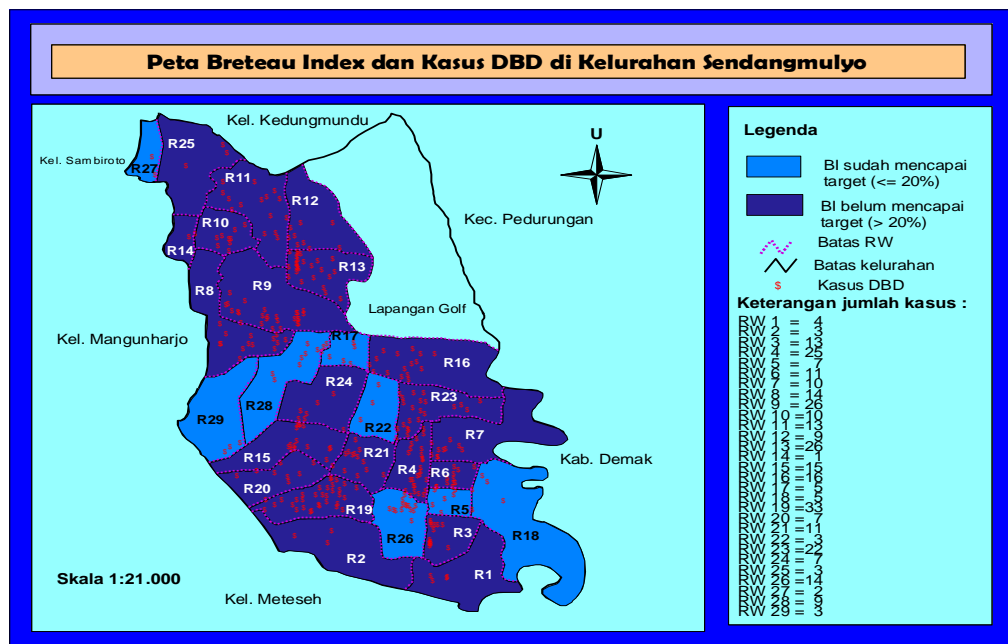 Peta Breteau Index dan Kasus DBD di Kelurahan Sendangmulyo
Kel. Kedungmundu
Kel. Sambiroto
R27
R25
R11
R12
R10
R14
R13
R8
R9
U
Kec. Pedurungan
Lapangan Golf
Kel. Mangunharjo
R17
R16
R24
R28
R29
R22
R23
R7
R15
R21
R4
R6
R20
R19
R5
R26
R3
R18
R2
R1
Kab. Demak
Skala 1:21.000
Kel. Meteseh
Legenda
BI sudah mencapai
target (<= 20%)
BI belum mencapai
target (> 20%)
Batas RW
Batas kelurahan
$ Kasus DBD
Keterangan jumlah kasus :
RW 1 = 4
RW 2 = 3
RW 3 = 13
RW 4 = 25
RW 5 = 7
RW 6 = 11
RW 7 = 10
RW 8 = 14
RW 9 = 26
RW 10 =10
RW 11 =13
RW 12 = 9
RW 13 =26
RW 14 = 1
RW 15 =15
RW 16 =16
RW 17 = 5
RW 18 = 5
RW 19 =33
RW 20 = 7
RW 21 =11
RW 22 = 3
RW 23 =22
RW 24 = 7
RW 25 = 3
RW 26 =14
RW 27 = 2
RW 28 = 9
RW 29 = 3